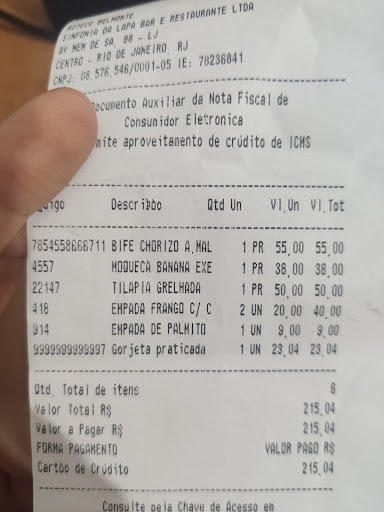 BOTECO BELMONTE
SINFONIA DA LAPA BAR E RESTAURANTE LTDA
AV MEM DE SA, 88 - LJ
CENTRO - RIO DE JANEIRO, RJ
CNPJ: 08.576.546/0001-05 IE: 78236841
ocumento Auxiliar da Nota Fiscal de
Consumidor Eletronica
mite aproveitamento de crédito de ICMS
digo Describòo Qtd Un Vl.Un Vl.Tot
7854558666711 BIFE CHORIZO A.MAL 1 PR 55,00 55,00
4557 MOQUECA BANANA EXE 1 PR 38,00 38,00
22147 TILAPIA GRELHADA 1 PR 50,00 50,00
418 EMPADA FRANGO C/ C 2 UN 20,00 40,00
914 EMPADA DE PALMITO 1 UN 9,00 9,00
9999999999997 Gorjeta praticada 1 UN 23,04 23,04
Qtd. Total de itens 6
Valor Total R$ 215,04
Valor a Pagar R$ 215,04
FORMA PAGAMENTO VALOR PAGO R$
Cartòo de Crédito 215,04
Consulte pela Chave de Acesso em